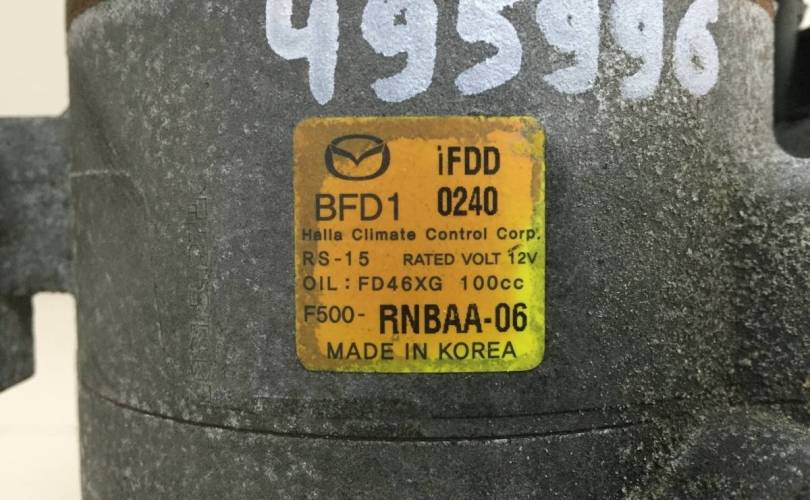 495996
iFDD
BFD1 0240
Halla Climate Control Corp.
RS-15 RATED VOLT 12V
OIL : FD46XG 100cc
F500- RNBAA-06
MADE IN KOREA